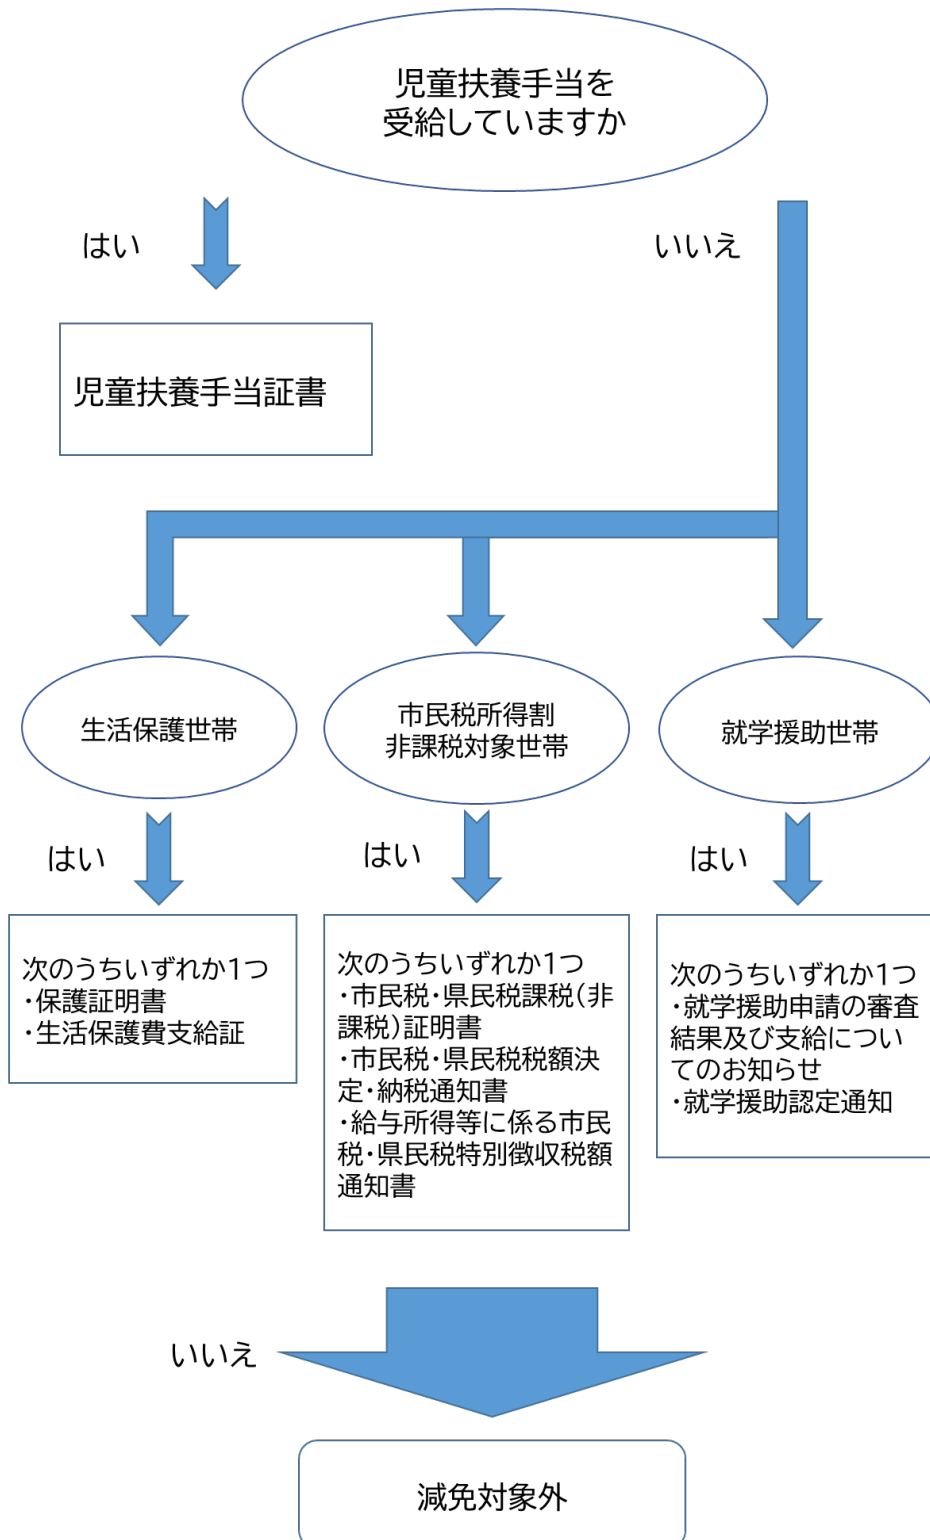 児童扶養手当を
受給していますか
はい
いいえ
児童扶養手当証書
生活保護世帯
市民税所得割
非課税対象世帯
就学援助世帯
はい
はい
はい
次のうちいずれか1つ
・保護証明書
・生活保護費支給証
次のうちいずれか1つ
・市民税・県民税課税(非
課税)証明書
・市民税・県民税税額決
定・納税通知書
・給与所得等に係る市民
税・県民税特別徴収税額
通知書
次のうちいずれか1つ
・就学援助申請の審査
結果及び支給につい
てのお知らせ
・就学援助認定通知
いいえ
減免対象外